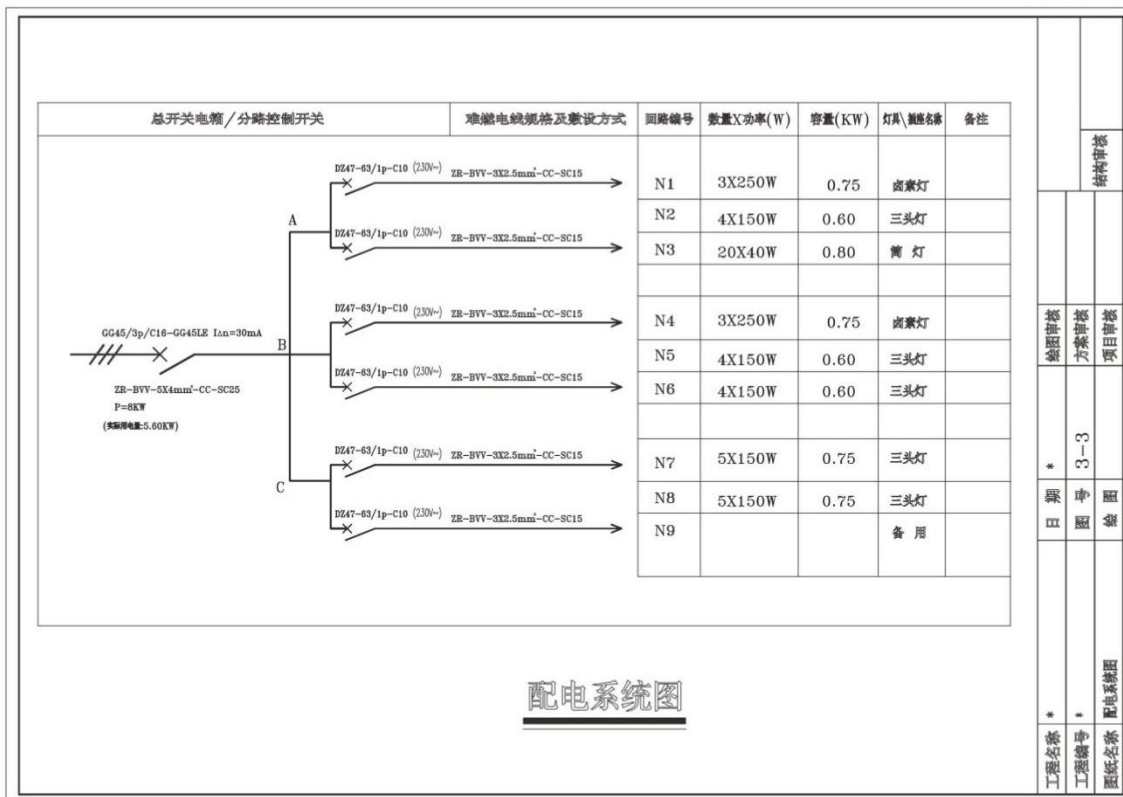 总开关电箱/分路控制开关 难燃电线规格及敷设方式 回路编号 数量X功率(W) 容量(KW) 灯具\插座名称 备注
DZ47-63/1p-C10 (230V~) ZR-BVV-3X2.5mm²-CC-SC15 N1 3X250W 0.75 卤素灯
N2 4X150W 0.60 三头灯
A
DZ47-63/1p-C10 (230V~) ZR-BVV-3X2.5mm²-CC-SC15 N3 20X40W 0.80 筒 灯
DZ47-63/1p-C10 (230V~) ZR-BVV-3X2.5mm²-CC-SC15 N4 3X250W 0.75 卤素灯
GG45/3p/C16-GG45LE I△n=30mA
B
N5 4X150W 0.60 三头灯
DZ47-63/1p-C10 (230V~) ZR-BVV-3X2.5mm²-CC-SC15 N6 4X150W 0.60 三头灯
ZR-BVV-5X4mm²-CC-SC25
P=8KW
(实际用电量:5.60KW)
DZ47-63/1p-C10 (230V~) ZR-BVV-3X2.5mm²-CC-SC15 N7 5X150W 0.75 三头灯
C
N8 5X150W 0.75 三头灯
DZ47-63/1p-C10 (230V~) ZR-BVV-3X2.5mm²-CC-SC15 N9 备 用
配电系统图
工程名称 * 日 期 * 绘图审核
工程编号 * 图 号 3-3 方案审核 结构审核
图纸名称 配电系统图 绘 图 项目审核